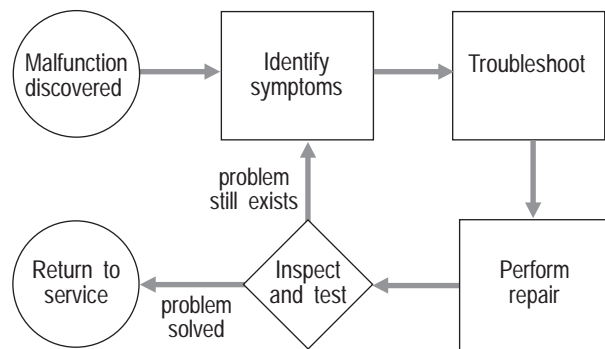 Malfunction
discovered
Identify
symptoms
Troubleshoot
problem
still exists
Return to
service
problem
solved
Inspect
and test
Perform
repair